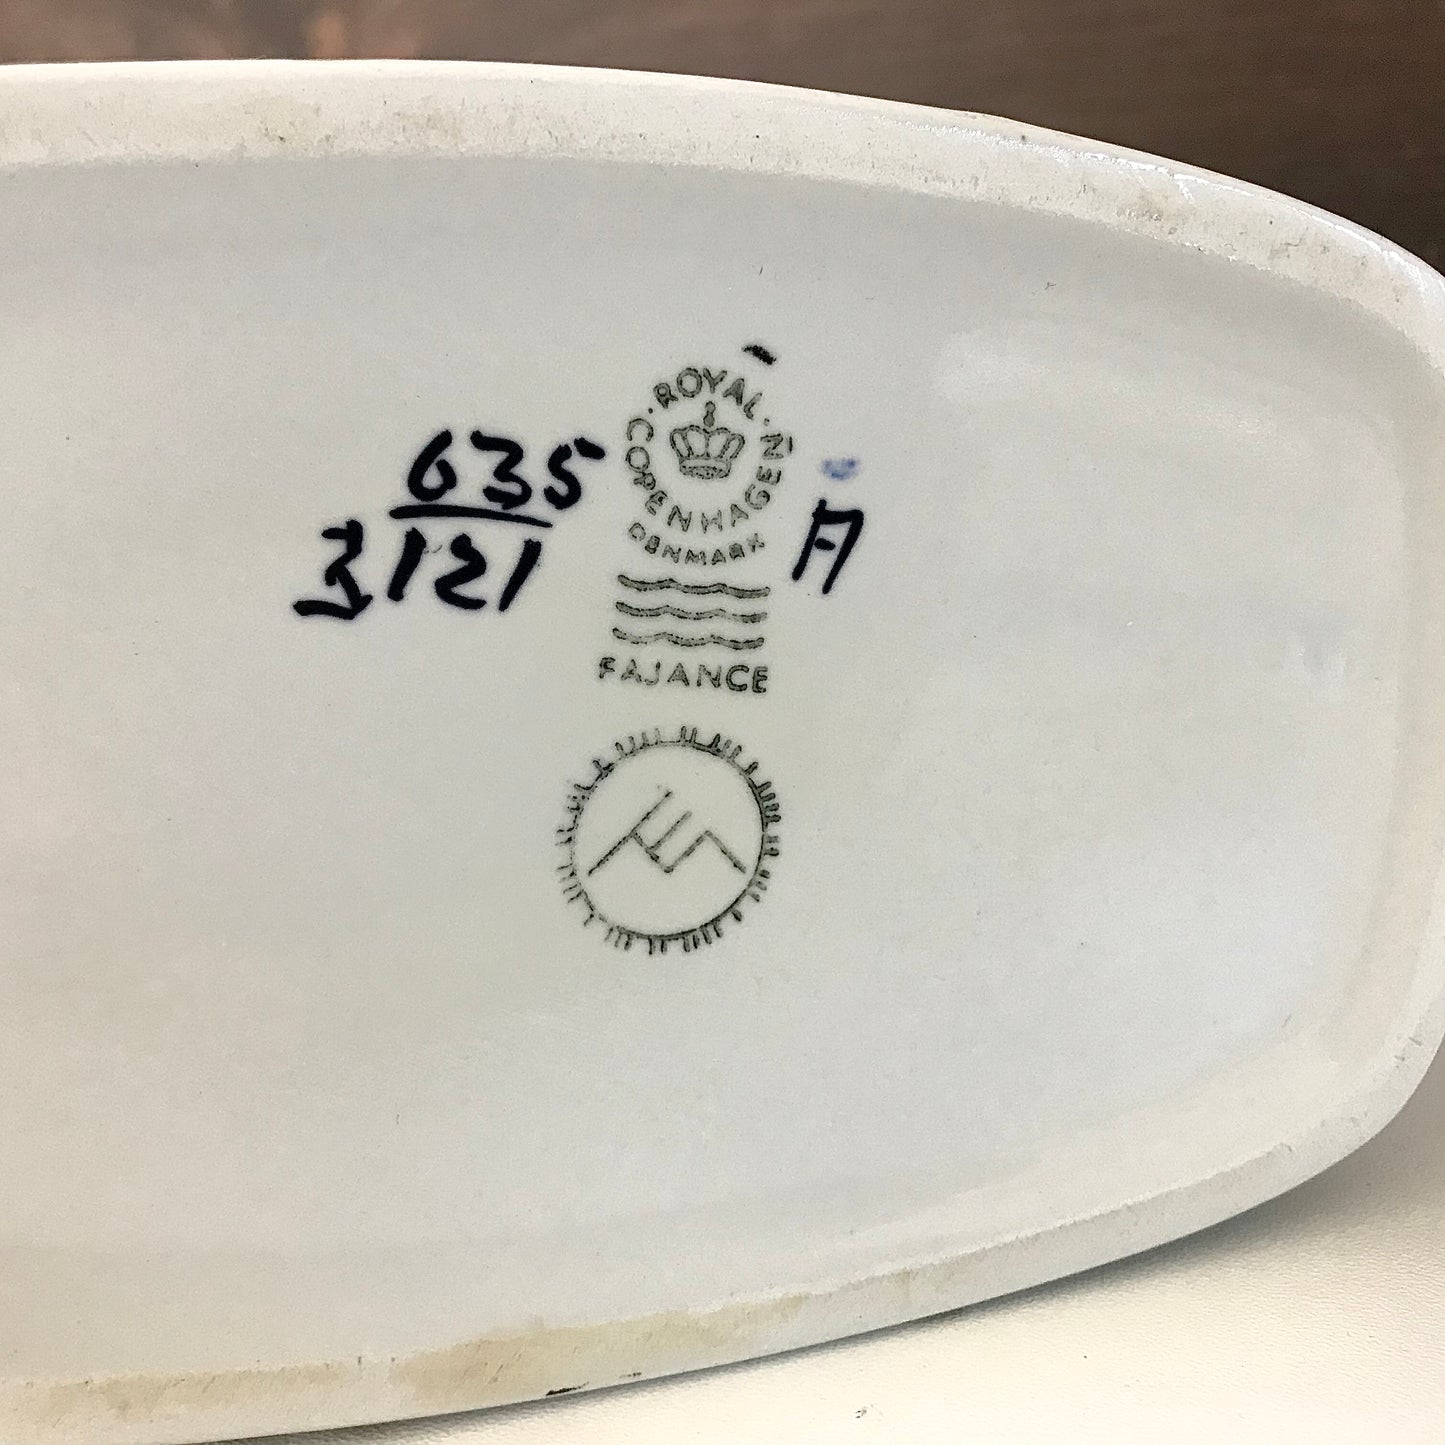 635
3121
ROYAL
COPENHAGEN
DENMARK
FAJANCE
A